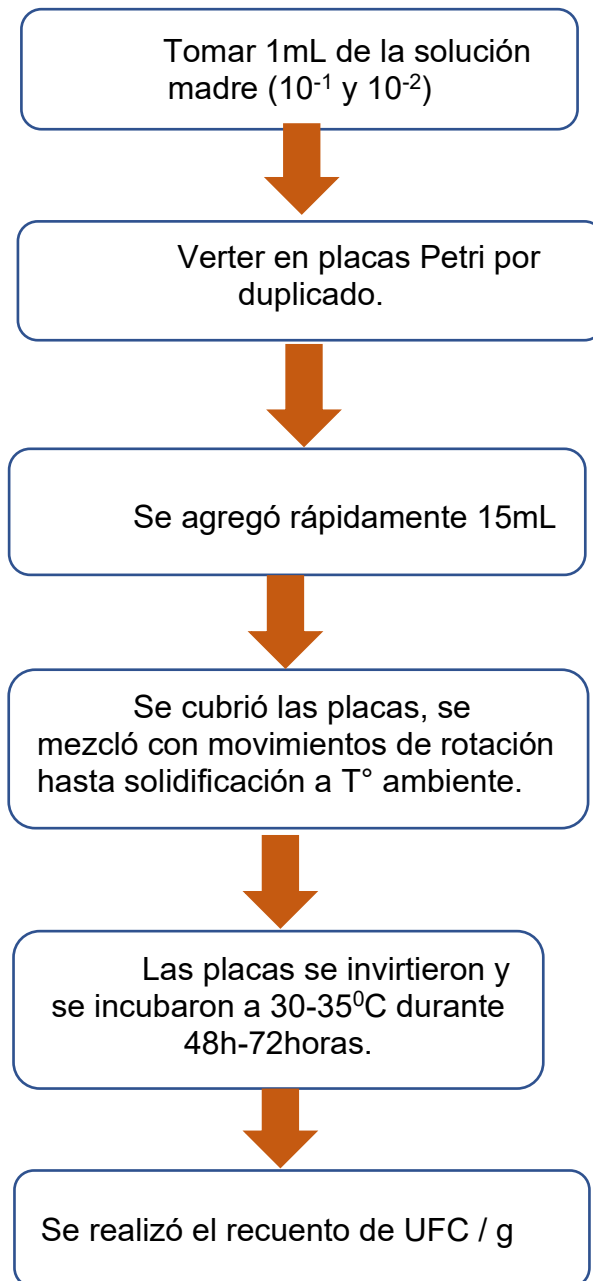 Tomar 1mL de la solución
madre (10⁻¹ y 10⁻²)
Verter en placas Petri por
duplicado.
Se agregó rápidamente 15mL
Se cubrió las placas, se
mezcló con movimientos de rotación
hasta solidificación a T° ambiente.
Las placas se invirtieron y
se incubaron a 30-35⁰C durante
48h-72horas.
Se realizó el recuento de UFC / g